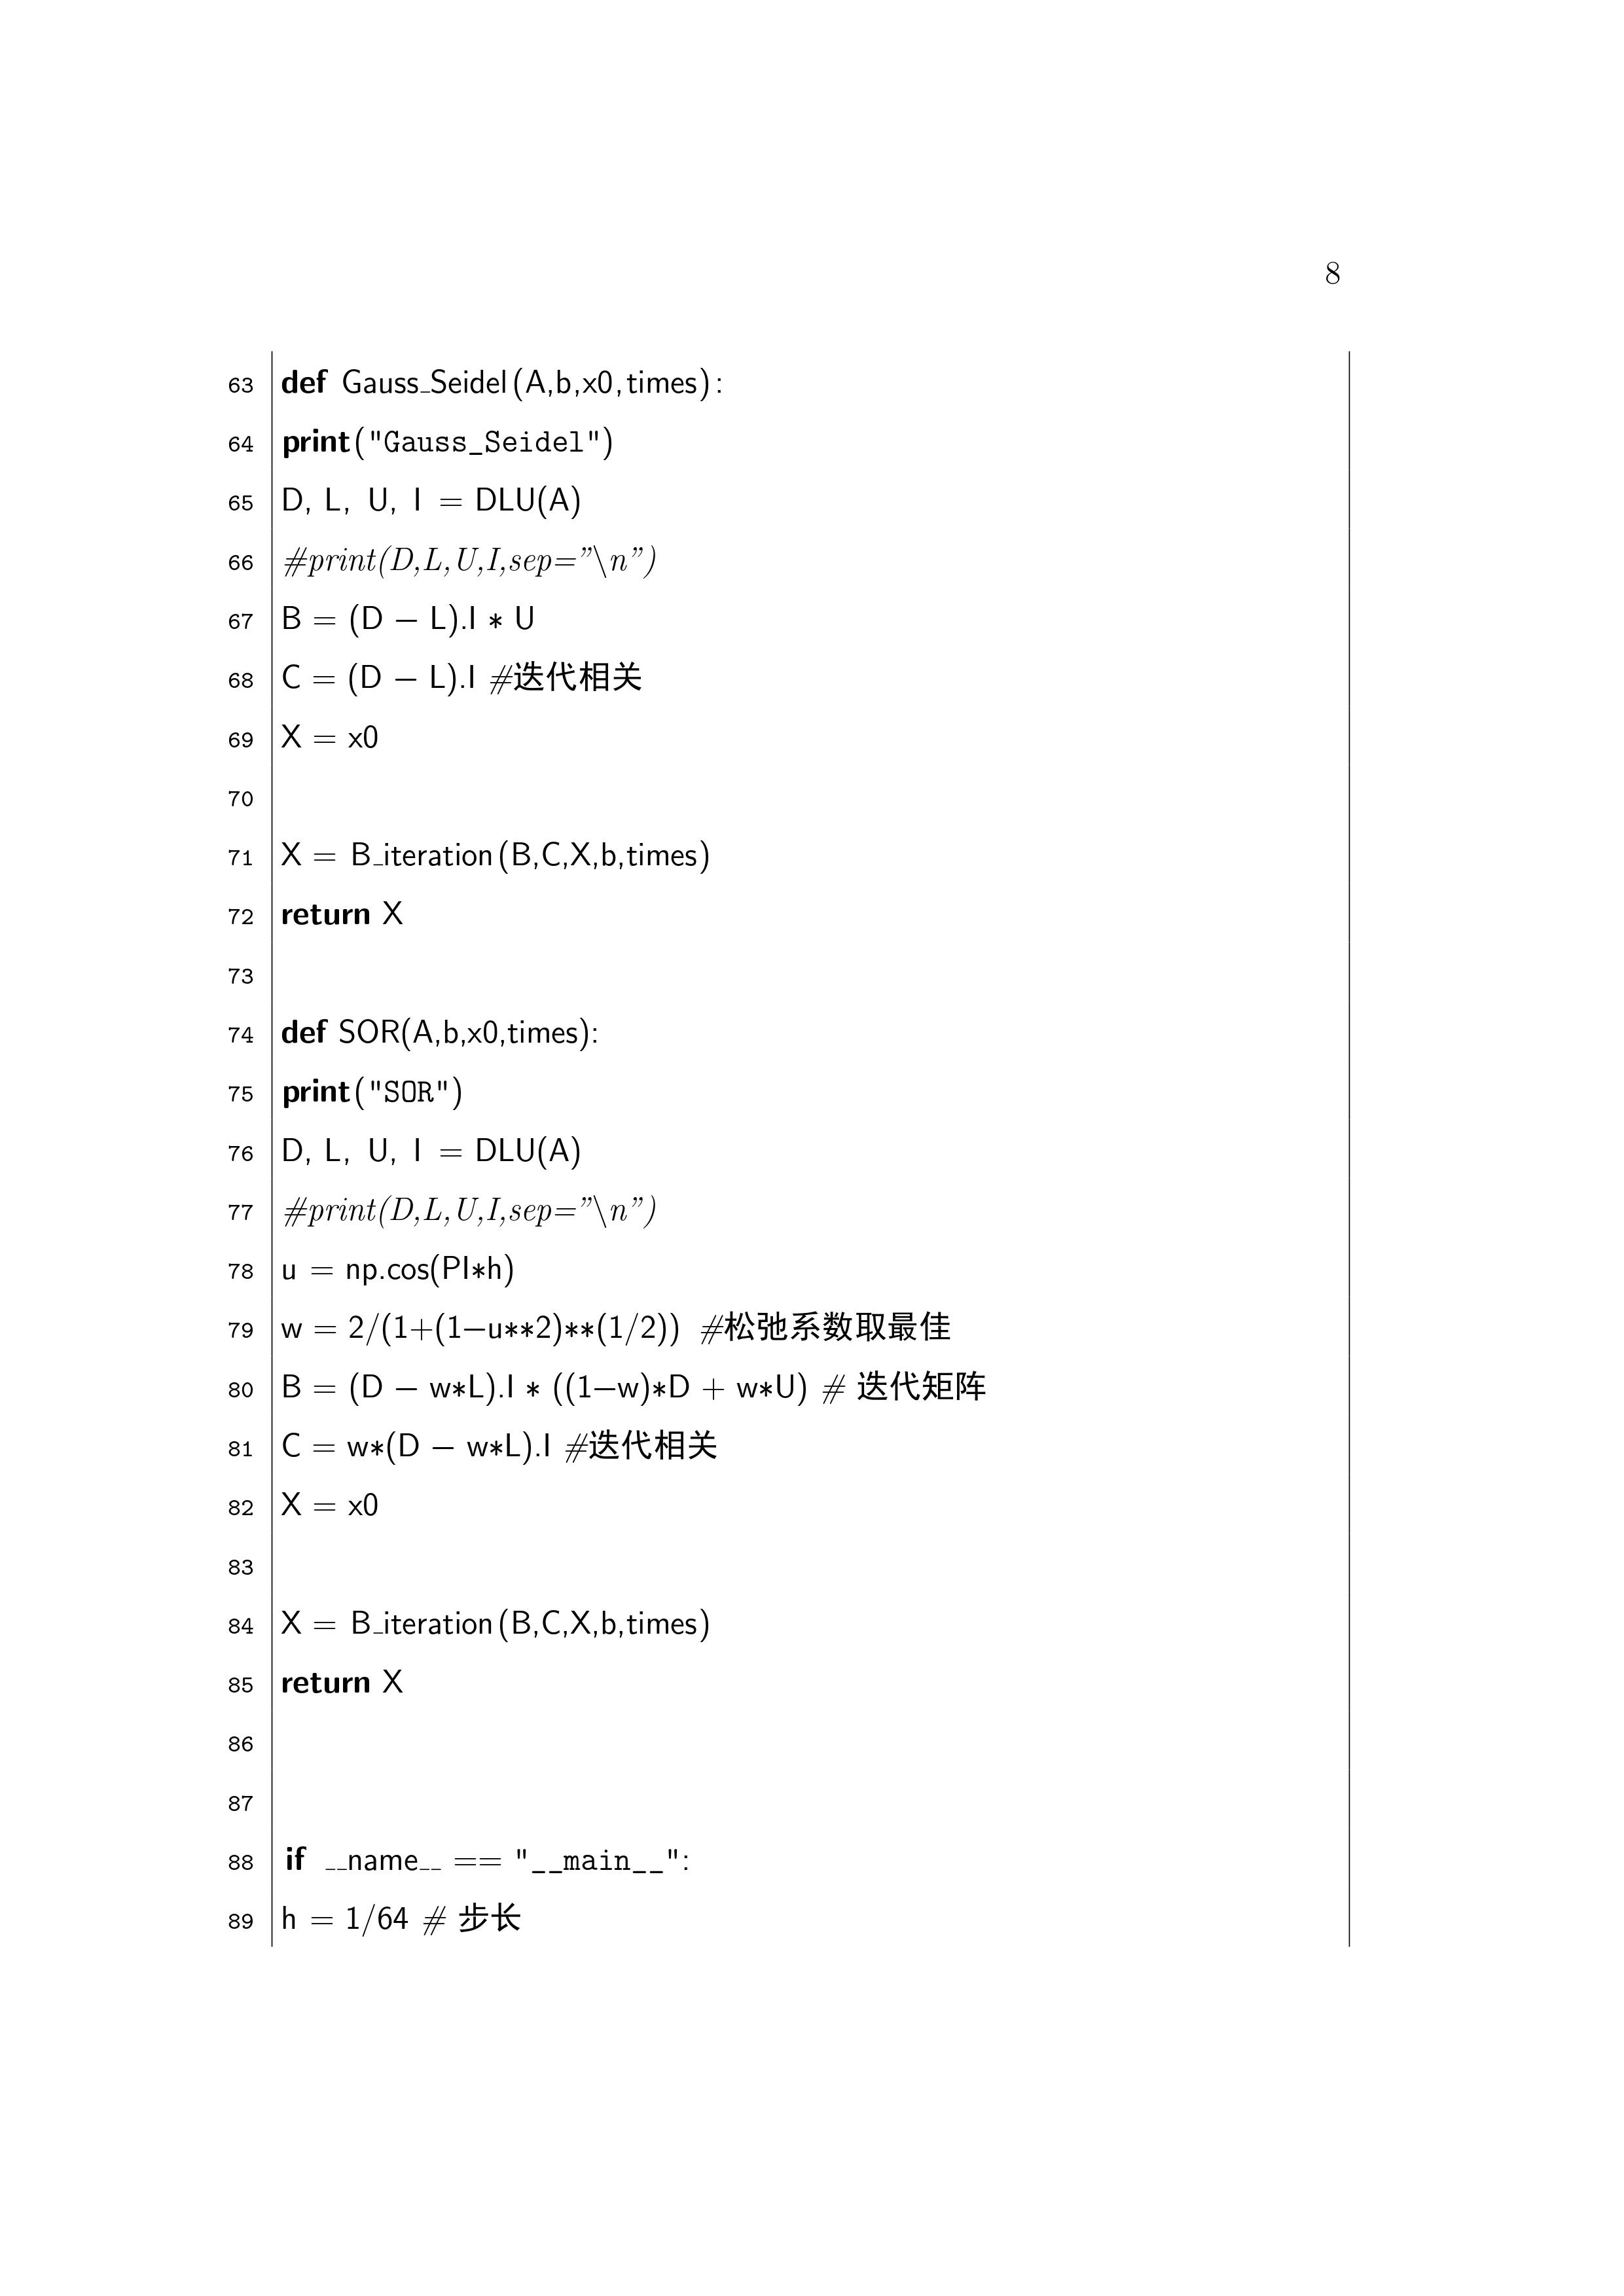 8
63 def Gauss_Seidel(A,b,x0,times):
64 print("Gauss_Seidel")
65 D, L, U, I = DLU(A)
66 #print(D,L,U,I,sep="\n")
67 B = (D − L).I * U
68 C = (D − L).I #迭代相关
69 X = x0
70
71 X = B_iteration(B,C,X,b,times)
72 return X
73
74 def SOR(A,b,x0,times):
75 print("SOR")
76 D, L, U, I = DLU(A)
77 #print(D,L,U,I,sep="\n")
78 u = np.cos(PI*h)
79 w = 2/(1+(1−u**2)**(1/2)) #松弛系数取最佳
80 B = (D − w*L).I * ((1−w)*D + w*U) # 迭代矩阵
81 C = w*(D − w*L).I #迭代相关
82 X = x0
83
84 X = B_iteration(B,C,X,b,times)
85 return X
86
87
88 if __name__ == "__main__":
89 h = 1/64 # 步长